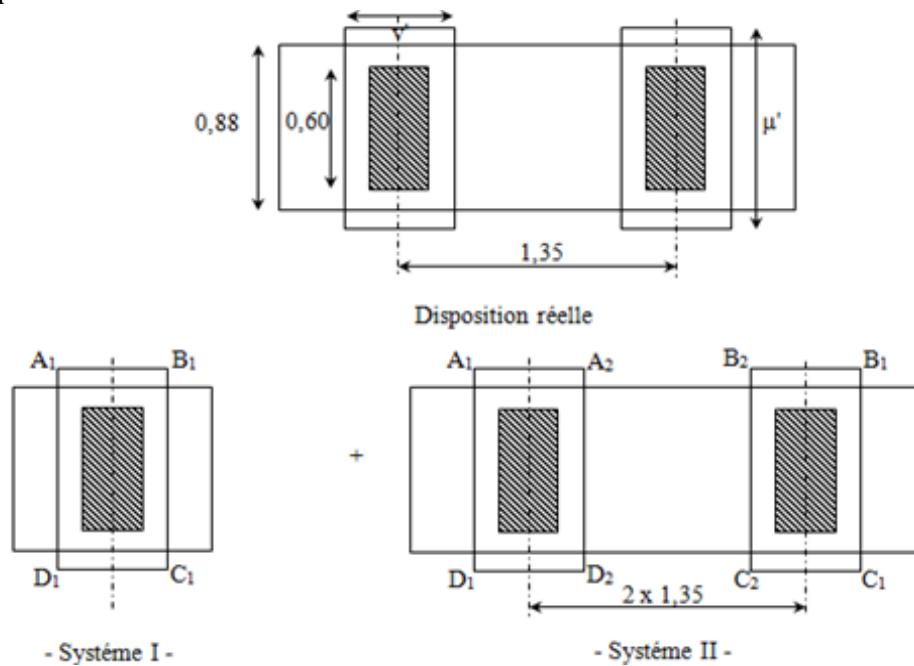 v'
0,88
0,60
μ'
1,35
Disposition réelle
A1 B1
A1 A2 B2 B1
+
D1 C1
D1 D2 C2 C1
2 x 1,35
- Systéme I -
- Systéme II -